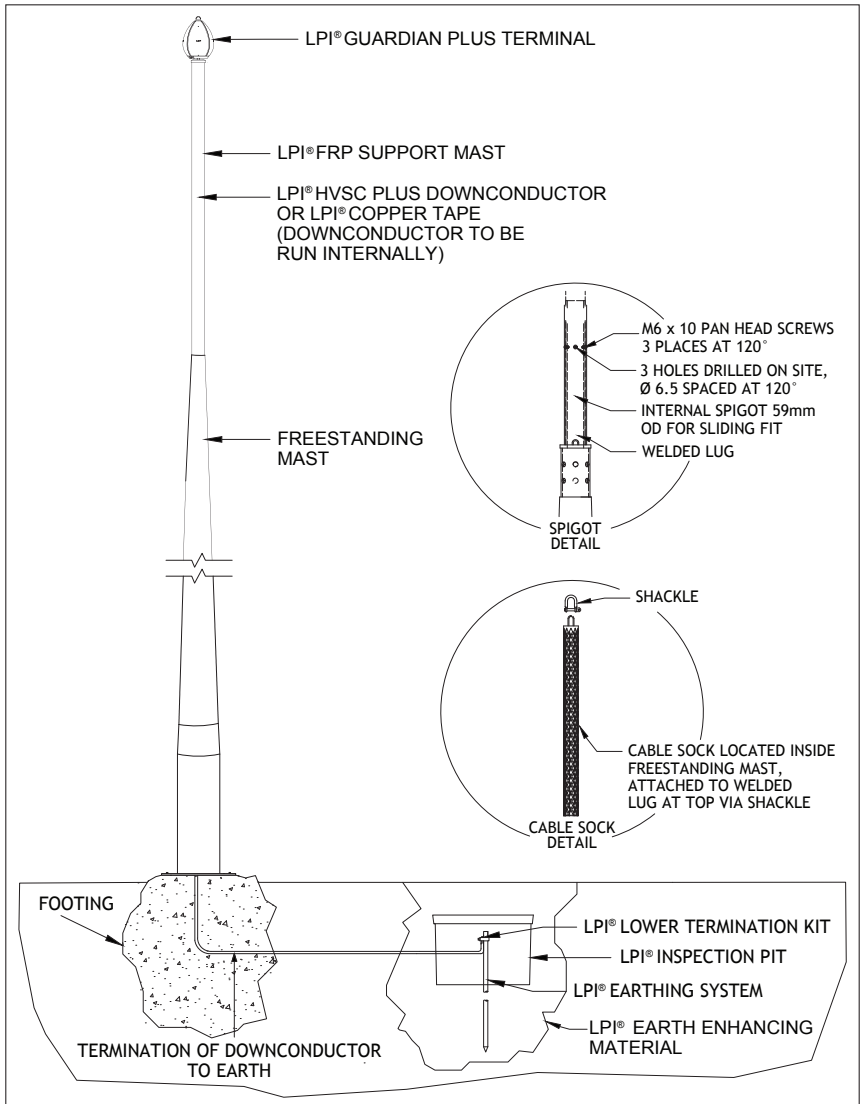 LPI® GUARDIAN PLUS TERMINAL
LPI® FRP SUPPORT MAST
LPI® HVSC PLUS DOWNCONDUCTOR
OR LPI® COPPER TAPE
(DOWNCONDUCTOR TO BE
RUN INTERNALLY)
M6 x 10 PAN HEAD SCREWS
3 PLACES AT 120°
3 HOLES DRILLED ON SITE,
Ø 6.5 SPACED AT 120°
INTERNAL SPIGOT 59mm
OD FOR SLIDING FIT
WELDED LUG
SPIGOT
DETAIL
FREESTANDING
MAST
SHACKLE
CABLE SOCK LOCATED INSIDE
FREESTANDING MAST,
ATTACHED TO WELDED
LUG AT TOP VIA SHACKLE
CABLE SOCK
DETAIL
FOOTING
LPI® LOWER TERMINATION KIT
LPI® INSPECTION PIT
LPI® EARTHING SYSTEM
LPI® EARTH ENHANCING
MATERIAL
TERMINATION OF DOWNCONDUCTOR
TO EARTH